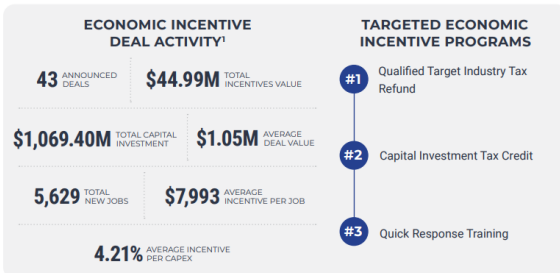 ECONOMIC INCENTIVE
DEAL ACTIVITY¹
43 ANNOUNCED DEALS
$44.99M TOTAL INCENTIVES VALUE
$1,069.40M TOTAL CAPITAL INVESTMENT
$1.05M AVERAGE DEAL VALUE
5,629 TOTAL NEW JOBS
$7,993 AVERAGE INCENTIVE PER JOB
4.21% AVERAGE INCENTIVE PER CAPEX
TARGETED ECONOMIC
INCENTIVE PROGRAMS
#1 Qualified Target Industry Tax
Refund
#2 Capital Investment Tax Credit
#3 Quick Response Training